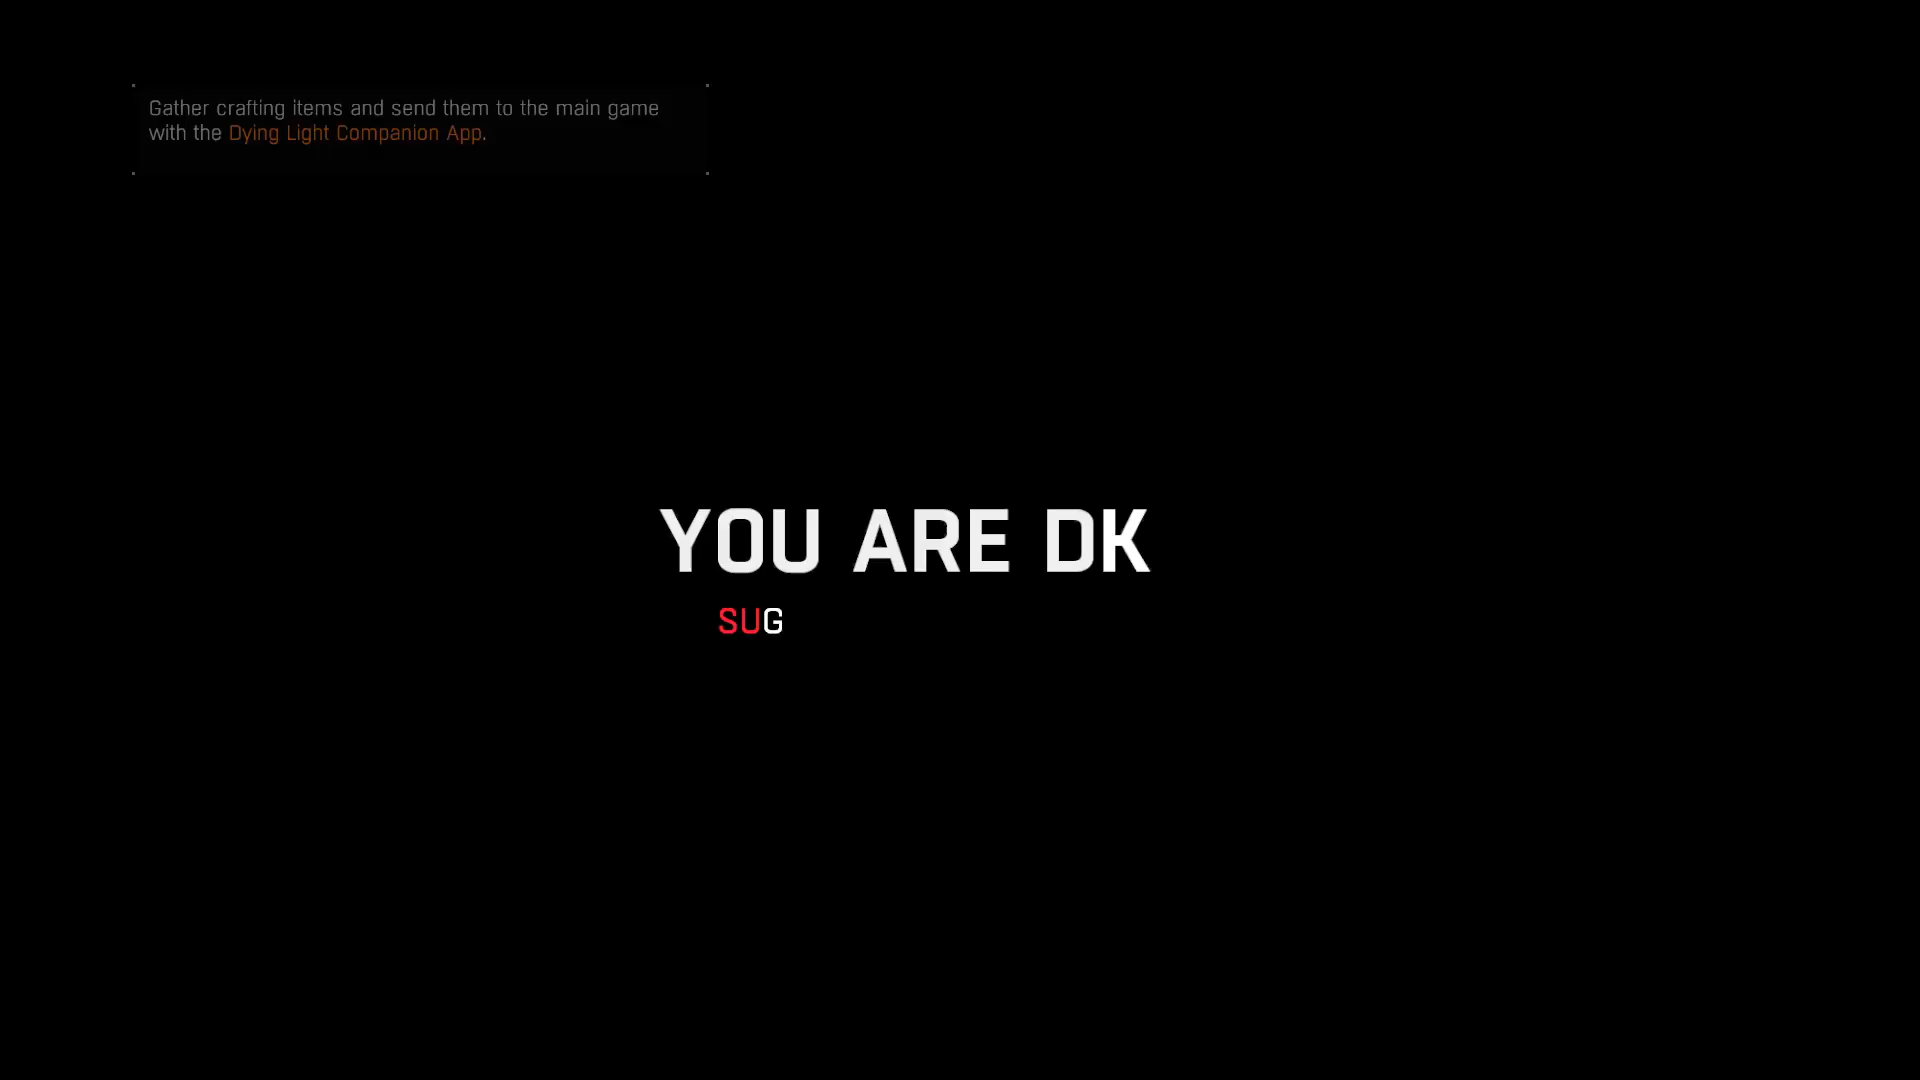 Gather crafting items and send them to the main game
with the Dying Light Companion App.
YOU ARE DK
SUG